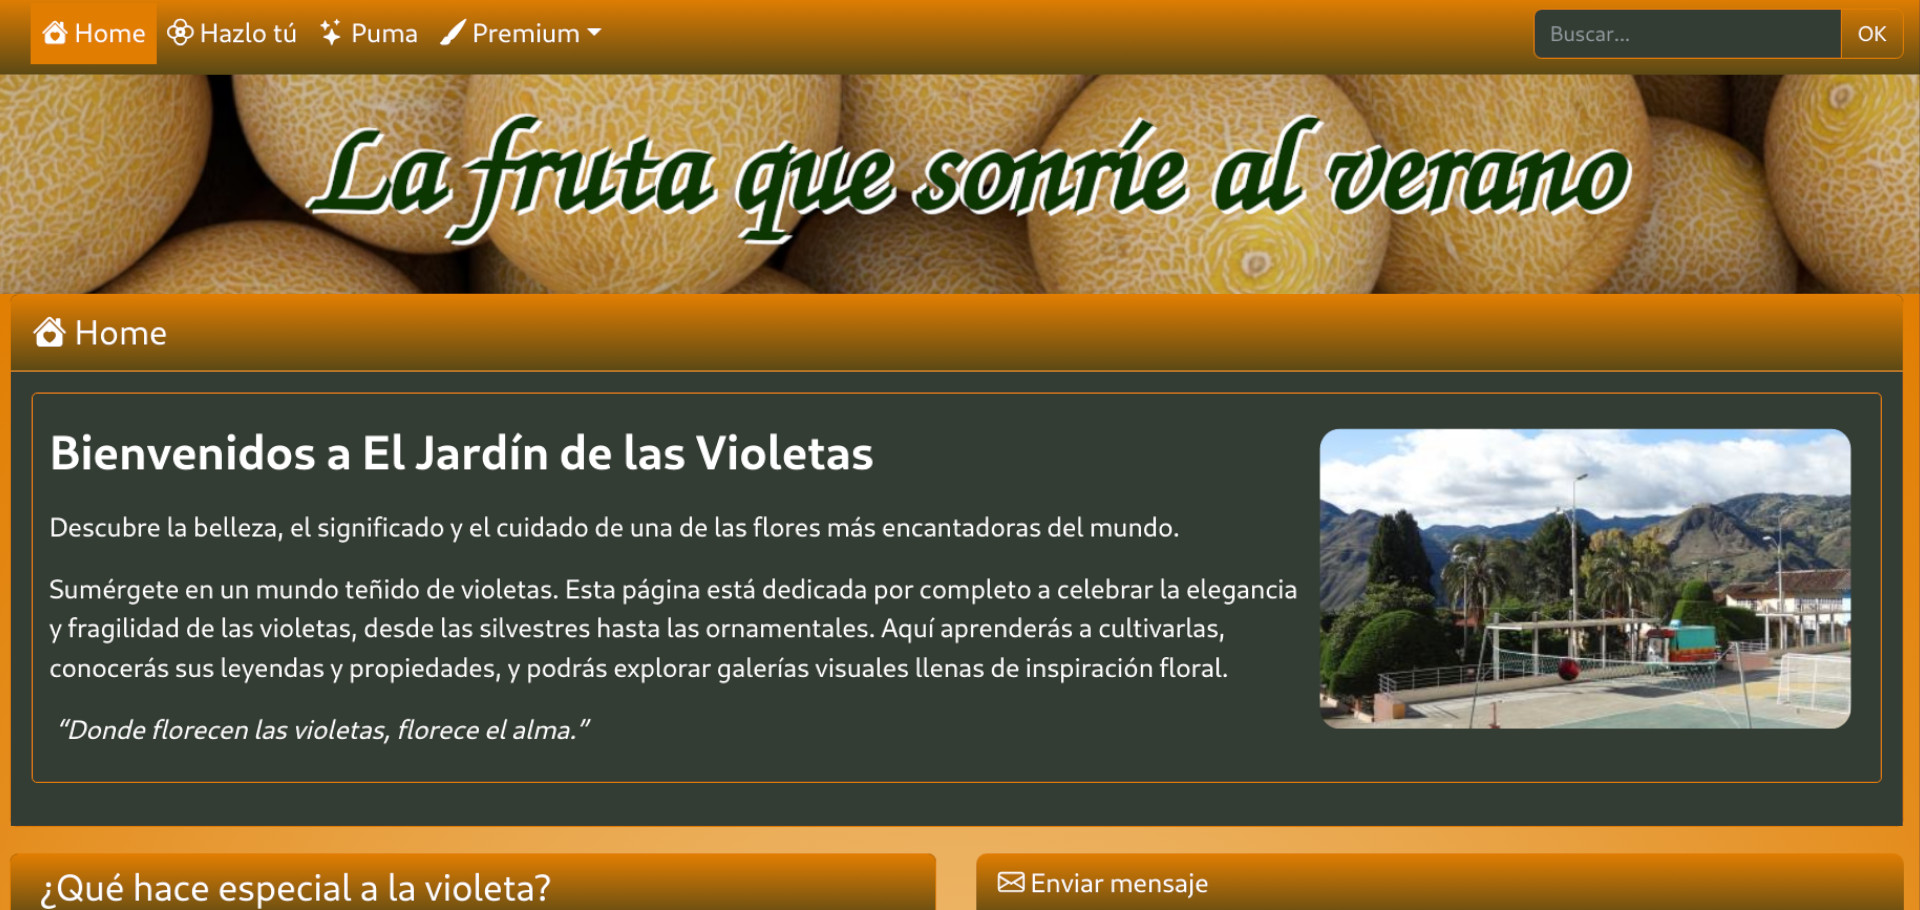 Home Hazlo tú Puma Premium Buscar... OK
La fruta que sonríe al verano
Home
Bienvenidos a El Jardín de las Violetas
Descubre la belleza, el significado y el cuidado de una de las flores más encantadoras del mundo.
Sumérgete en un mundo teñido de violetas. Esta página está dedicada por completo a celebrar la elegancia
y fragilidad de las violetas, desde las silvestres hasta las ornamentales. Aquí aprenderás a cultivarlas,
conocerás sus leyendas y propiedades, y podrás explorar galerías visuales llenas de inspiración floral.
“Donde florecen las violetas, florece el alma.”
¿Qué hace especial a la violeta?
Enviar mensaje